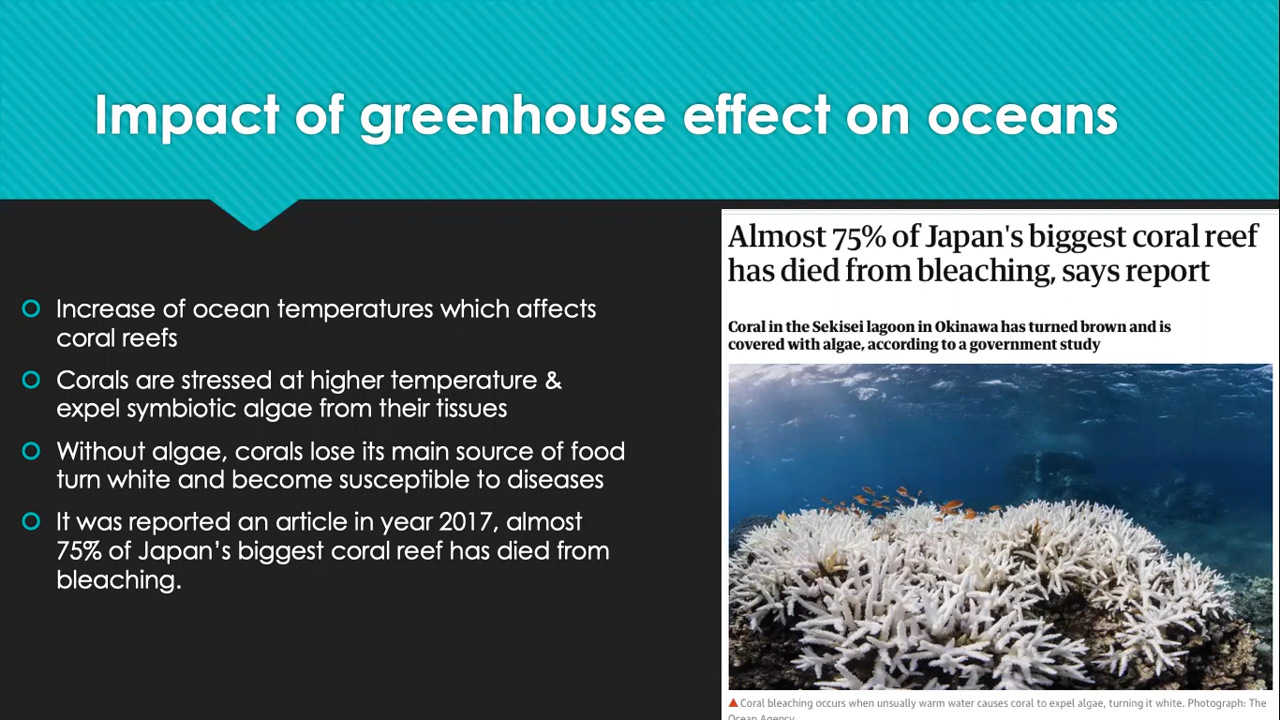 Impact of greenhouse effect on oceans
Increase of ocean temperatures which affects
coral reefs
Corals are stressed at higher temperature &
expel symbiotic algae from their tissues
Without algae, corals lose its main source of food
turn white and become susceptible to diseases
It was reported an article in year 2017, almost
75% of Japan’s biggest coral reef has died from
bleaching.
Almost 75% of Japan's biggest coral reef
has died from bleaching, says report
Coral in the Sekisei lagoon in Okinawa has turned brown and is
covered with algae, according to a government study
Coral bleaching occurs when unusually warm water causes coral to expel algae, turning it white. Photograph: The
Ocean Agency